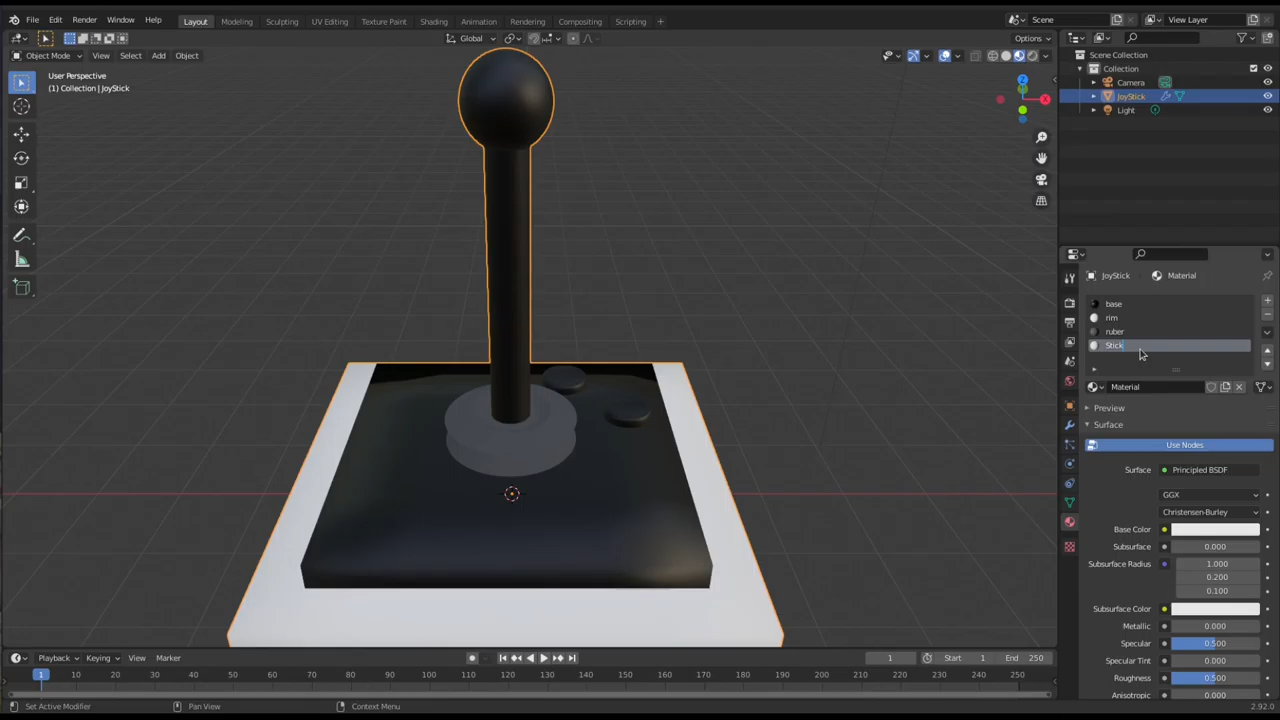 File Edit Render Window Help Layout Modeling Sculpting UV Editing Texture Paint Shading Animation Rendering Compositing Scripting + Scene View Layer
Global Options
Object Mode View Select Add Object
User Perspective
(1) Collection | JoyStick
Z
X
Scene Collection
Collection
Camera
JoyStick
Light
JoyStick Material
base
rim
ruber
Stick
Material
Preview
Surface
Use Nodes
Surface Principled BSDF
GGX
Christensen-Burley
Base Color
Subsurface 0.000
Subsurface Radius 1.000
0.200
0.100
Subsurface Color
Metallic 0.000
Specular 0.500
Specular Tint 0.000
Roughness 0.500
Anisotropic 0.000
Playback Keying View Marker 1 Start 1 End 250
1 10 20 30 40 50 60 70 80 90 100 110 120 130 140 150 160 170 180 190 200 210 220 230 240 250
Set Active Modifier Pan View Context Menu 2.92.0